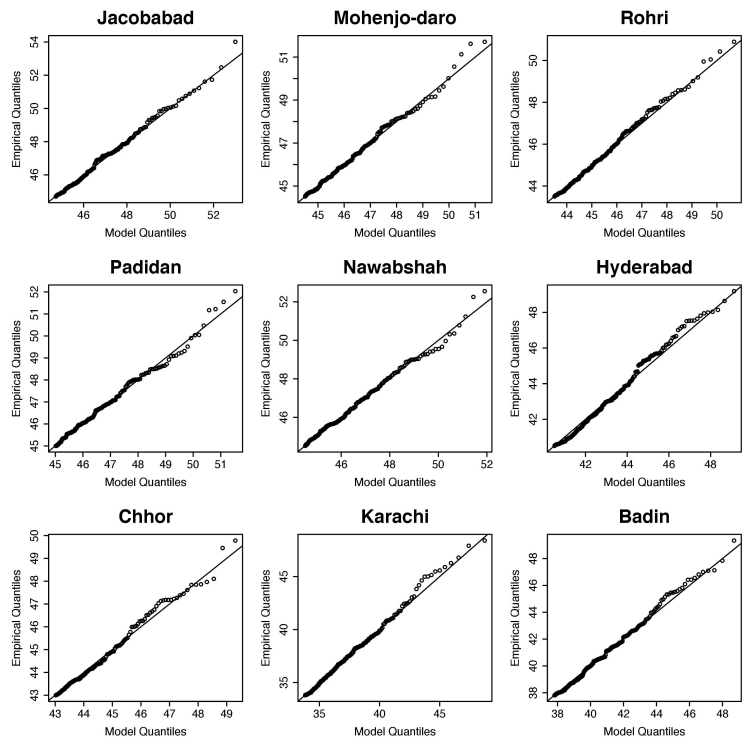 Jacobabad
Mohenjo-daro
Rohri
Empirical Quantiles
46 48 50 52 54
46 48 50 52
Model Quantiles
Empirical Quantiles
45 47 49 51
45 46 47 48 49 50 51
Model Quantiles
Empirical Quantiles
44 46 48 50
44 45 46 47 48 49 50
Model Quantiles
Padidan
Nawabshah
Hyderabad
Empirical Quantiles
45 46 47 48 49 50 51 52
45 46 47 48 49 50 51
Model Quantiles
Empirical Quantiles
46 48 50 52
46 48 50 52
Model Quantiles
Empirical Quantiles
42 44 46 48
42 44 46 48
Model Quantiles
Chhor
Karachi
Badin
Empirical Quantiles
43 44 45 46 47 48 49 50
43 44 45 46 47 48 49
Model Quantiles
Empirical Quantiles
35 40 45
35 40 45
Model Quantiles
Empirical Quantiles
38 40 42 44 46 48
38 40 42 44 46 48
Model Quantiles